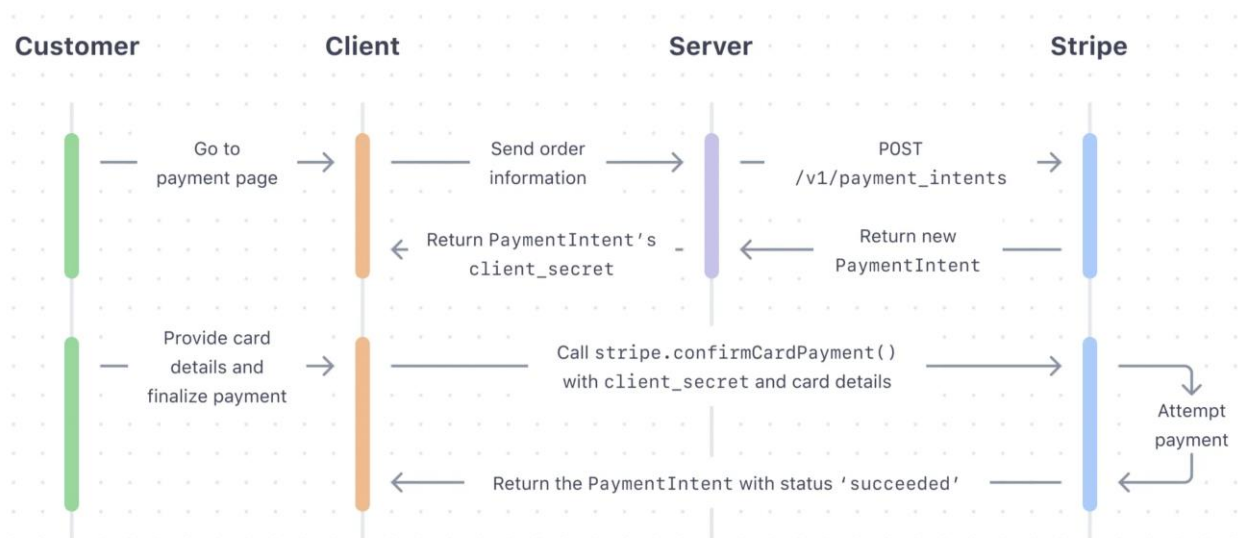 Customer
Client
Server
Stripe
Go to
payment page
Send order
information
POST
/v1/payment_intents
Return PaymentIntent’s
client_secret
Return new
PaymentIntent
Provide card
details and
finalize payment
Call stripe.confirmCardPayment()
with client_secret and card details
Attempt
payment
Return the PaymentIntent with status ‘succeeded’